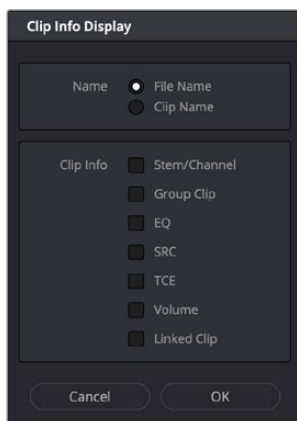 Clip Info Display
Name File Name
Clip Name
Clip Info Stem/Channel
Group Clip
EQ
SRC
TCE
Volume
Linked Clip
Cancel OK